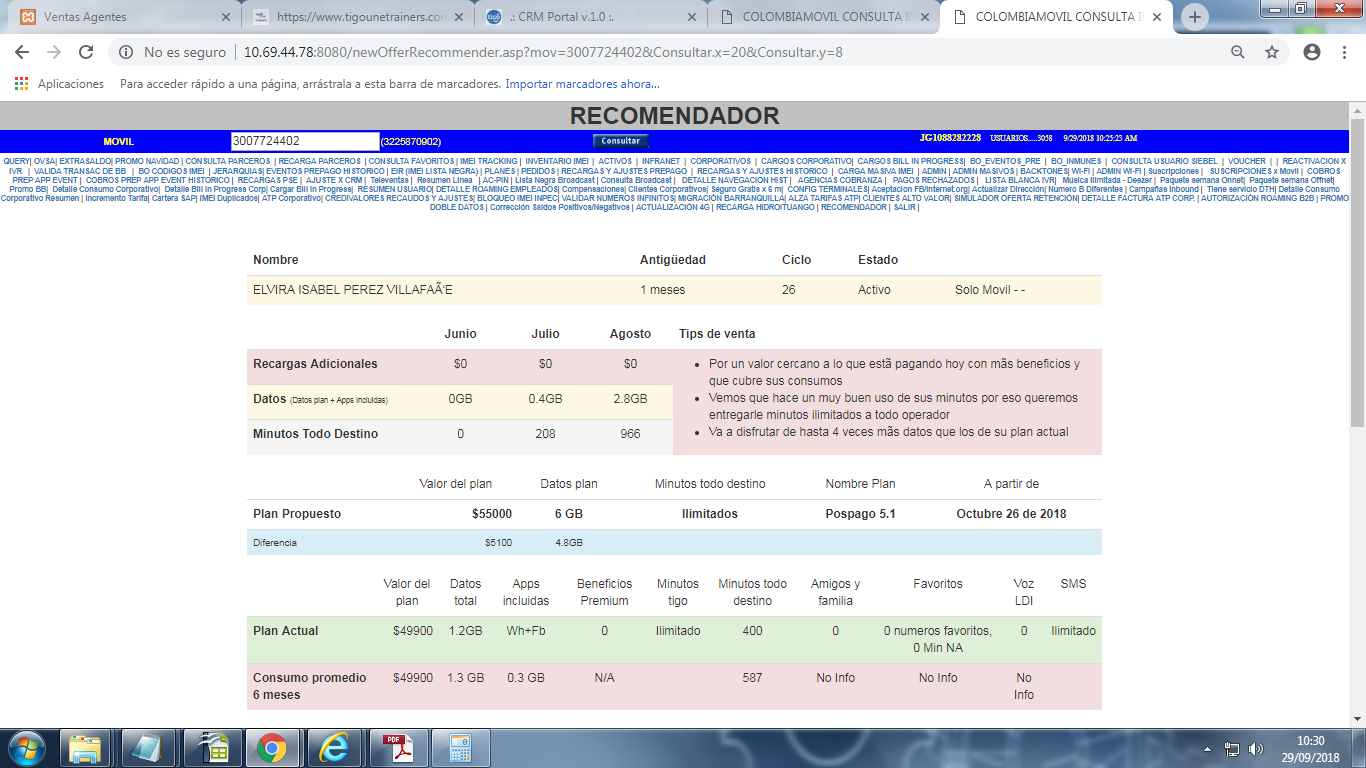 Ventas Agentes
https://www.tigounetrainers.con
.: CRM Portal v.1.0 :.
COLOMBIAMOVIL CONSULTA I
COLOMBIAMOVIL CONSULTA I
No es seguro | 10.69.44.78:8080/newOfferRecommender.asp?mov=3007724402&Consultar.x=20&Consultar.y=8
Aplicaciones Para acceder rápido a una página, arrástrala a esta barra de marcadores. Importar marcadores ahora...
RECOMENDADOR
MOVIL 3007724402 (3225870902) Consultar JG1088282228 USUARIOS....3058 9/29/2018 10:25:23 AM
QUERY| OVSA| EXTRASALDO| PROMO NAVIDAD | CONSULTA PARCEROS | RECARGA PARCEROS | CONSULTA FAVORITOS | IMEI TRACKING | INVENTARIO IMEI | ACTIVOS | INFRANET | CORPORATIVOS | CARGOS CORPORATIVO| CARGOS BILL IN PROGRESS| BO_EVENTOS_PRE | BO_INMUNES | CONSULTA USUARIO SIEBEL | VOUCHER | | REACTIVACION X
IVR | VALIDA TRANSAC DE BB | BO CODIGOS IMEI | JERARQUIAS| EVENTOS PREPAGO HISTORICO | EIR (IMEI LISTA NEGRA) | PLANES | PEDIDOS | RECARGAS Y AJUSTES PREPAGO | RECARGAS Y AJUSTES HISTORICO | CARGA MASIVA IMEI | ADMIN | ADMIN MASIVOS | BACKTONES| WI-FI | ADMIN WI-FI | Suscripciones | SUSCRIPCIONES x Movil | COBROS
PREP APP EVENT | COBROS PREP APP EVENT HISTORICO | RECARGAS PSE | AJUSTE X CRM | Televentas | Resumen Linea | AC-PIN | Lista Negra Broadcast | Consulta Broadcast | DETALLE NAVEGACION HIST | AGENCIAS COBRANZA | PAGOS RECHAZADOS | LISTA BLANCA IVR| Música Ilimitada - Deezer | Paquete semana Onnet| Paquete semana Offnet|
Promo BB| Detalle Consumo Corporativo| Detalle Bill In Progress Corp| Cargar Bill In Progress| RESUMEN USUARIO| DETALLE ROAMING EMPLEADOS| Compensaciones| Clientes Corporativos| Seguro Gratis x 6 m| CONFIG TERMINALES| Aceptacion FB/Internet.org| Actualizar Dirección| Numero B Diferentes | Campañas Inbound | Tiene servicio DTH| Detalle Consumo
Corporativo Resumen | Incremento Tarifa| Cartera SAP| IMEI Duplicados| ATP Corporativo| CREDIVALORES RECAUDOS Y AJUSTES| BLOQUEO IMEI INPEC| VALIDAR NUMEROS INFINITOS| MIGRACIÓN BARRANQUILLA| ALZA TARIFAS ATP| CLIENTES ALTO VALOR| SIMULADOR OFERTA RETENCIÓN| DETALLE FACTURA ATP CORP. | AUTORIZACIÓN ROAMING B2B | PROMO
DOBLE DATOS | Corrección Saldos Positivos/Negativos | ACTUALIZACIÓN 4G | RECARGA HIDROITUANGO | RECOMENDADOR | SALIR |
Nombre Antigüedad Ciclo Estado
ELVIRA ISABEL PEREZ VILLAFAÃ'E 1 meses 26 Activo Solo Movil - -
Junio Julio Agosto Tips de venta
Recargas Adicionales $0 $0 $0
Datos (Datos plan + Apps Incluidas) 0GB 0.4GB 2.8GB
Minutos Todo Destino 0 208 966
• Por un valor cercano a lo que estã pagando hoy con mãs beneficios y
que cubre sus consumos
• Vemos que hace un muy buen uso de sus minutos por eso queremos
entregarle minutos ilimitados a todo operador
• Va a disfrutar de hasta 4 veces mãs datos que los de su plan actual
Valor del plan Datos plan Minutos todo destino Nombre Plan A partir de
Plan Propuesto $55000 6 GB Ilimitados Pospago 5.1 Octubre 26 de 2018
Diferencia $5100 4.8GB
Valor del Datos Apps Beneficios Minutos Minutos todo Amigos y Favoritos Voz SMS
plan total incluidas Premium tigo destino familia LDI
Plan Actual $49900 1.2GB Wh+Fb 0 Ilimitado 400 0 0 numeros favoritos, 0 Ilimitado
0 Min NA
Consumo promedio $49900 1.3 GB 0.3 GB N/A 587 No Info No Info No
6 meses Info
PDF
10:30
29/09/2018